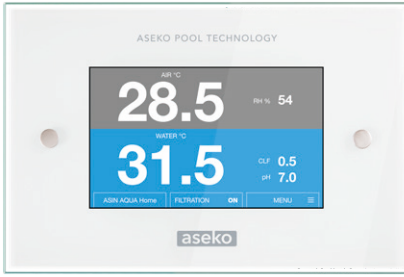 ASEKO POOL TECHNOLOGY
AIR °C
28.5
RH % 54
WATER °C
31.5
CLF 0.5
pH 7.0
ASIN AQUA Home FILTRATION ON MENU
aseko